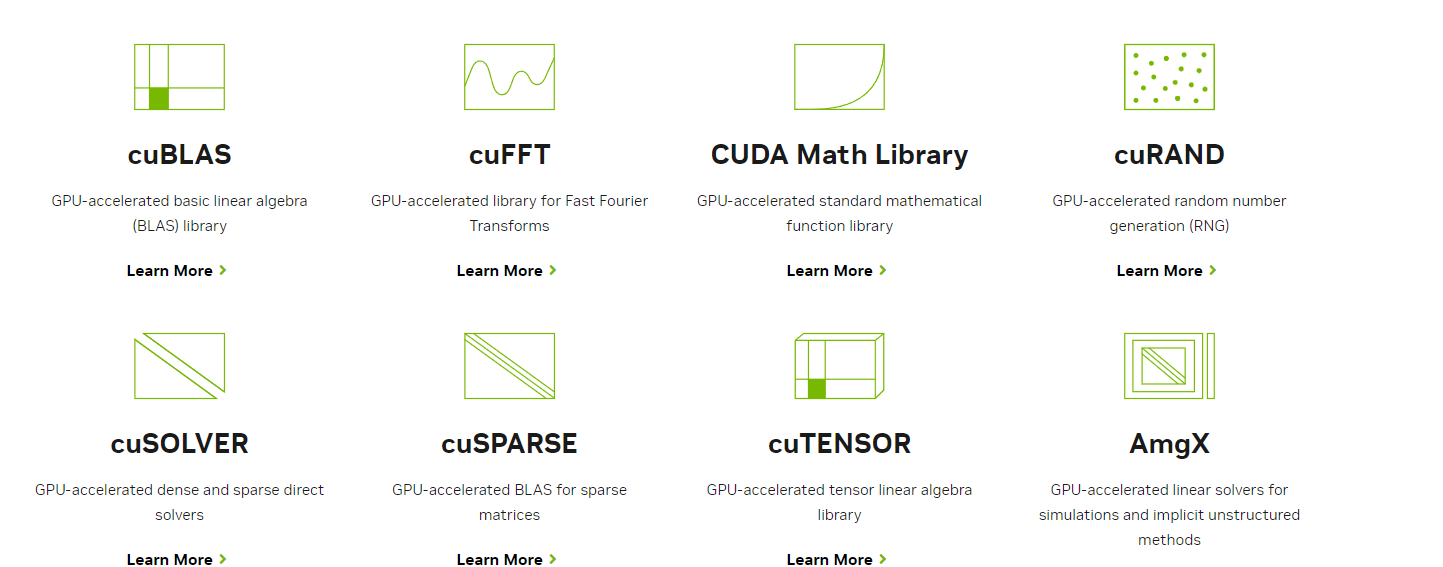 cuBLAS
GPU-accelerated basic linear algebra
(BLAS) library
Learn More
cuFFT
GPU-accelerated library for Fast Fourier
Transforms
Learn More
CUDA Math Library
GPU-accelerated standard mathematical
function library
Learn More
cuRAND
GPU-accelerated random number
generation (RNG)
Learn More
cuSOLVER
GPU-accelerated dense and sparse direct
solvers
Learn More
cuSPARSE
GPU-accelerated BLAS for sparse
matrices
Learn More
cuTENSOR
GPU-accelerated tensor linear algebra
library
Learn More
AmgX
GPU-accelerated linear solvers for
simulations and implicit unstructured
methods